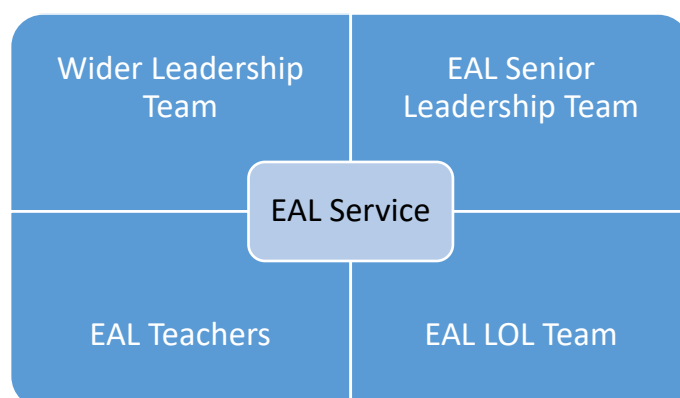 Wider Leadership
Team
EAL Senior
Leadership Team
EAL Service
EAL Teachers
EAL LOL Team